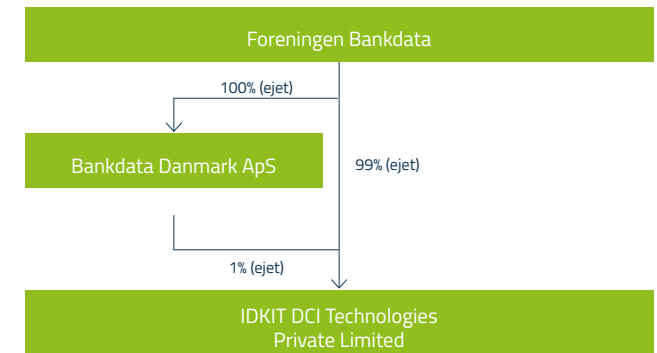 Foreningen Bankdata
100% (ejet)
Bankdata Danmark ApS
99% (ejet)
1% (ejet)
IDKIT DCI Technologies
Private Limited